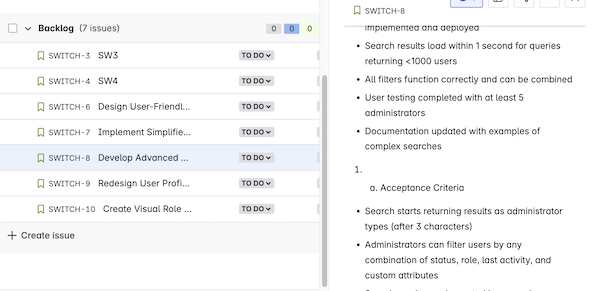 Backlog (7 issues)
0 0 0
SWITCH-3 SW3 TO DO
SWITCH-4 SW4 TO DO
SWITCH-6 Design User-Friendl... TO DO
SWITCH-7 Implement Simplifie... TO DO
SWITCH-8 Develop Advanced ... TO DO
SWITCH-9 Redesign User Profi... TO DO
SWITCH-10 Create Visual Role ... TO DO
+ Create issue
SWITCH-8
implemented and deployed
• Search results load within 1 second for queries
returning <1000 users
• All filters function correctly and can be combined
• User testing completed with at least 5
administrators
• Documentation updated with examples of
complex searches
1.
a. Acceptance Criteria
• Search starts returning results as administrator
types (after 3 characters)
• Administrators can filter users by any
combination of status, role, last activity, and
custom attributes